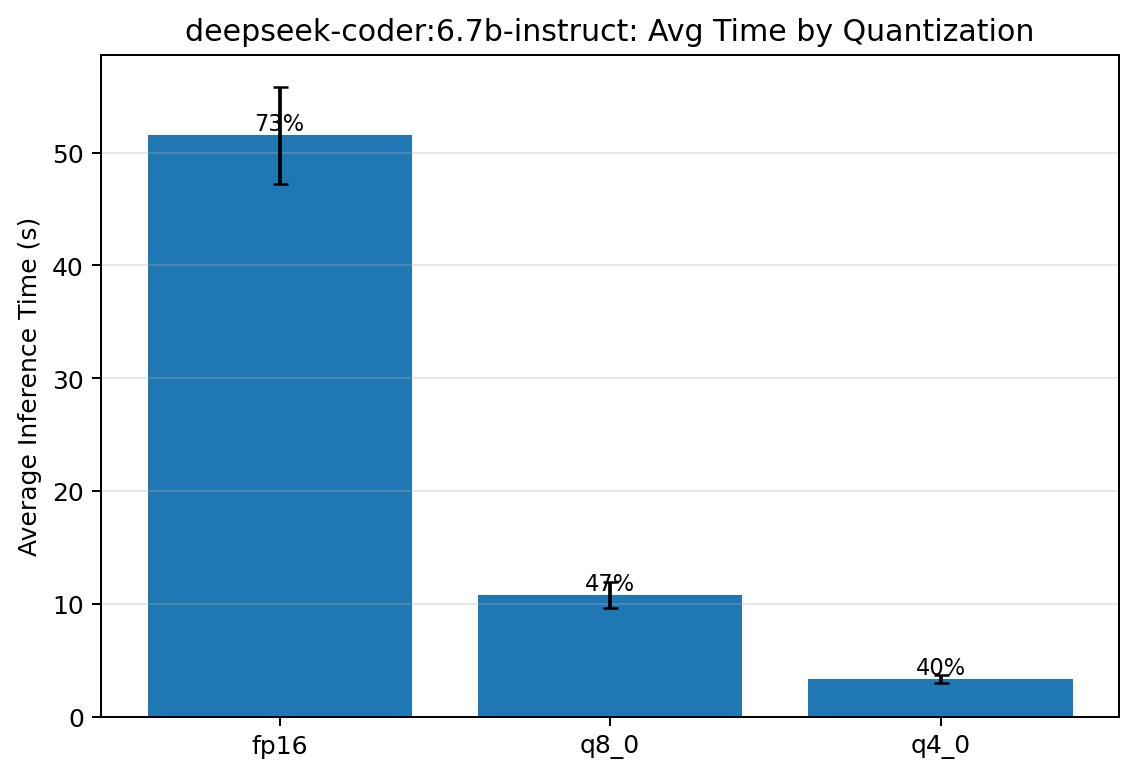 deepseek-coder:6.7b-instruct: Avg Time by Quantization
Average Inference Time (s)
50
40
30
20
10
0
73%
47%
40%
fp16
q8_0
q4_0